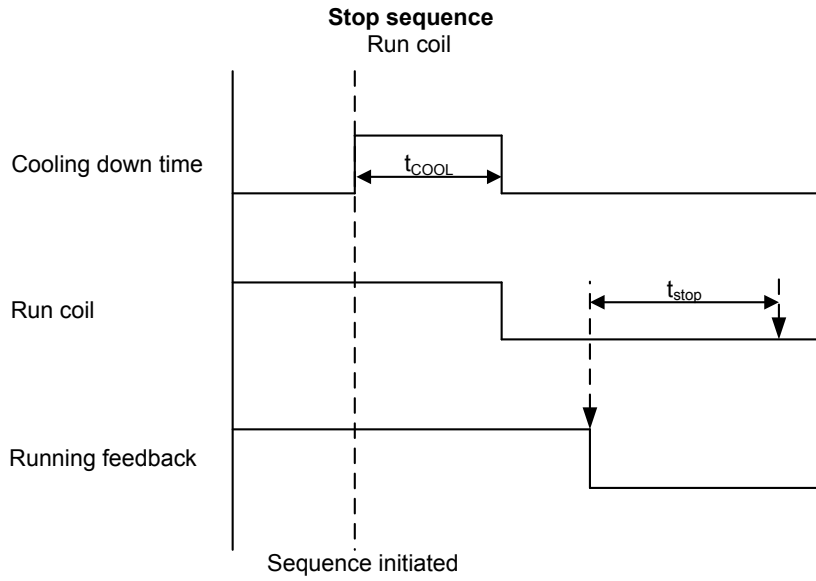 Stop sequence
Run coil
Cooling down time
tCOOL
Run coil
tstop
Running feedback
Sequence initiated